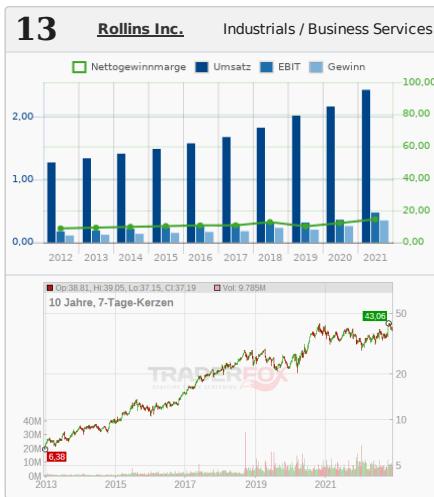 13 Rollins Inc. Industrials / Business Services
Nettogewinnmarge Umsatz EBIT Gewinn
100,00
2,00 80,00
60,00
1,00 40,00
20,00
0,00 0,00
2012 2013 2014 2015 2016 2017 2018 2019 2020 2021
Op:38.81, Hi:39.05, Lo:37.15, Cl:37.19 Vol: 9.785M
10 Jahre, 7-Tage-Kerzen
43,06
50
TRADERFOX
20
40M 10
30M
20M 6,38
10M 5
0M
2013 2015 2017 2019 2021